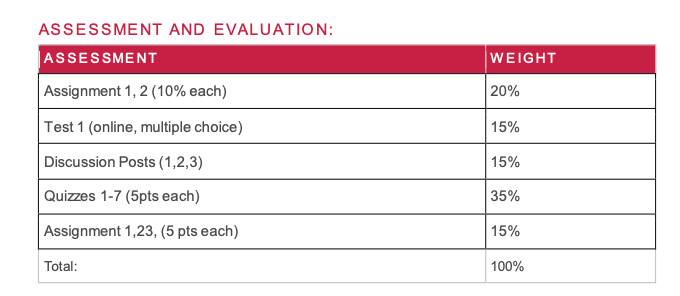 ASSESSMENT AND EVALUATION:
ASSESSMENT WEIGHT
Assignment 1, 2 (10% each) 20%
Test 1 (online, multiple choice) 15%
Discussion Posts (1,2,3) 15%
Quizzes 1-7 (5pts each) 35%
Assignment 1,23, (5 pts each) 15%
Total: 100%